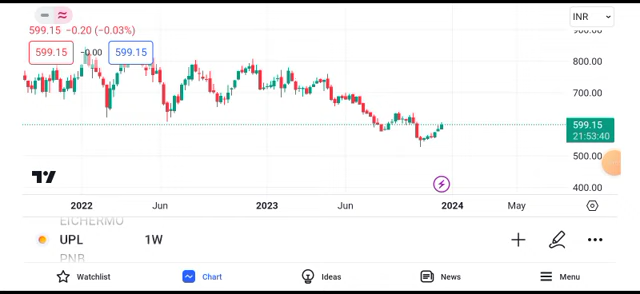 INR
900.00
599.15 −0.20 (−0.03%)
599.15 -0.00 599.15
800.00
700.00
599.15
21:53:40
500.00
400.00
2022 Jun 2023 Jun 2024 May
EICHERMO
UPL 1W
PNB
Watchlist Chart Ideas News Menu